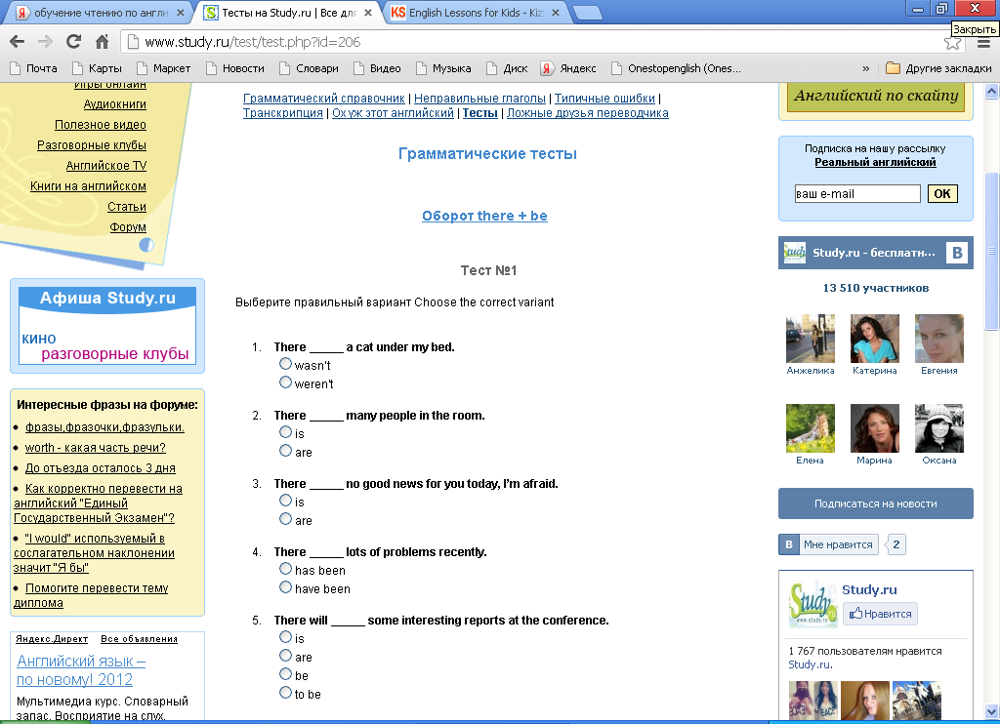 обучение чтению по англи
Тесты на Study.ru | Все для
English Lessons for Kids - Kiz
Закрыть
www.study.ru/test/test.php?id=206
Почта
Карты
Маркет
Новости
Словари
Видео
Музыка
Диск
Яндекс
Onestopenglish (Ones...
»
Другие закладки
Игры онлайн
Аудиокниги
Полезное видео
Разговорные клубы
Английское TV
Книги на английском
Статьи
Форум
Афиша Study.ru
КИНО
разговорные клубы
Интересные фразы на форуме:
фразы,фразочки,фразульки.
worth - какая часть речи?
До отъезда осталось 3 дня
Как корректно перевести на
английский "Единый
Государственный Экзамен"?
"I would" используемый в
сослагательном наклонении
значит "Я бы"
Помогите перевести тему
диплома
Яндекс.Директ Все объявления
Английский язык –
по новому! 2012
Мультимедиа курс. Словарный
запас. Восприятие на слух.
Грамматический справочник | Неправильные глаголы | Типичные ошибки |
Транскрипция | Ох уж этот английский | Тесты | Ложные друзья переводчика
Грамматические тесты
Оборот there + be
Тест №1
Выберите правильный вариант Choose the correct variant
1. There _____ a cat under my bed.
wasn't
weren't
2. There _____ many people in the room.
is
are
3. There _____ no good news for you today, I'm afraid.
is
are
4. There _____ lots of problems recently.
has been
have been
5. There will _____ some interesting reports at the conference.
is
are
be
to be
Английский по скайпу
Подписка на нашу рассылку
Реальный английский
ваш e-mail OK
Study
Study.ru - бесплатн... B
13 510 участников
Анжелика Катерина Евгения
Елена Марина Оксана
Подписаться на новости
B Мне нравится 2
Study
www.study.ru
Study.ru
Нравится
1 767 пользователям нравится
Study.ru.